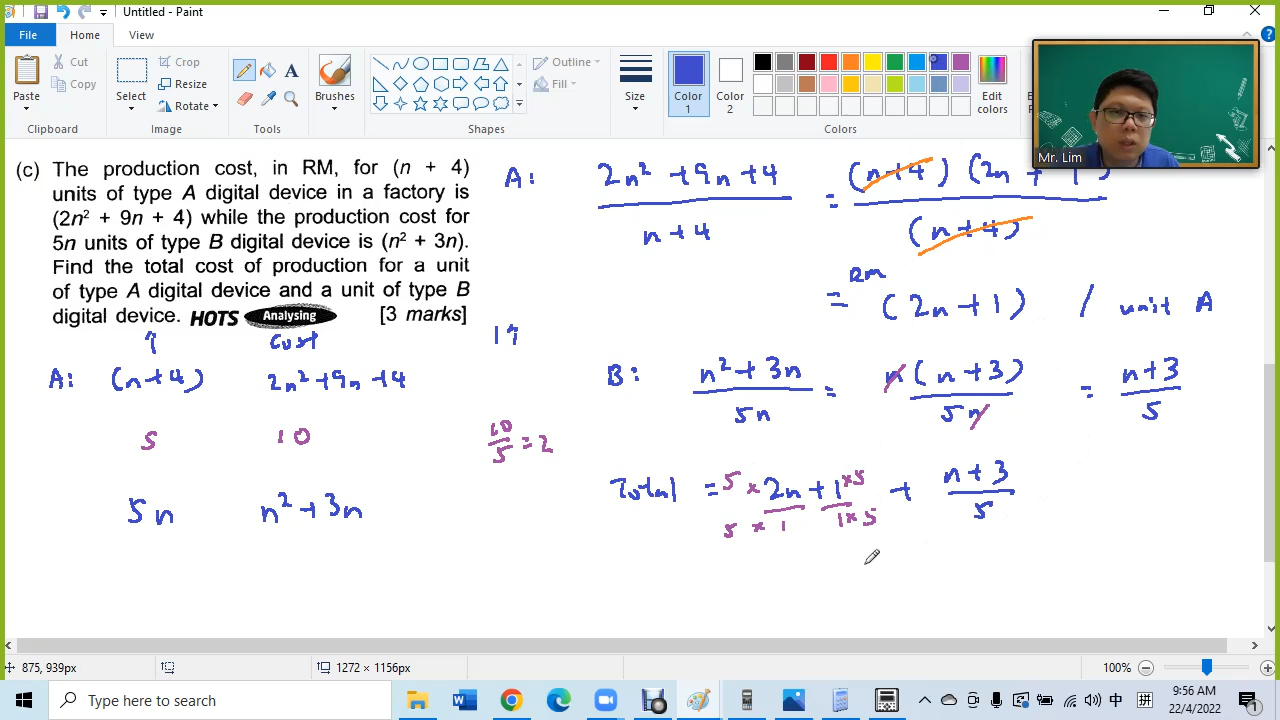 Untitled - Paint
File Home View
Paste Cut Copy Clipboard
Select Crop Resize Rotate Image
Tools
Brushes
Shapes Outline Fill
Size
Color 1 Color 2 Colors Edit colors
Mr. Lim
(c) The production cost, in RM, for (n + 4)
units of type A digital device in a factory is
(2n² + 9n + 4) while the production cost for
5n units of type B digital device is (n² + 3n).
Find the total cost of production for a unit
of type A digital device and a unit of type B
digital device. HOTS Analysing [3 marks]
cost
A: (n+4) 2n²+9n+4
5 10 10/5 = 2
5n n²+3n
A: 2n²+9n+4 / n+4 = (n+4)(2n+1) / (n+4)
= (2n+1) / unit A
B: n²+3n / 5n = n(n+3) / 5n = n+3 / 5
Total = 5 × 2n / 5 × 1 + 1 × 5 / 1 × 5 + n+3 / 5
875, 939px 1272 × 1156px 100%
Type here to search
中 拼
9:56 AM
22/4/2022
1